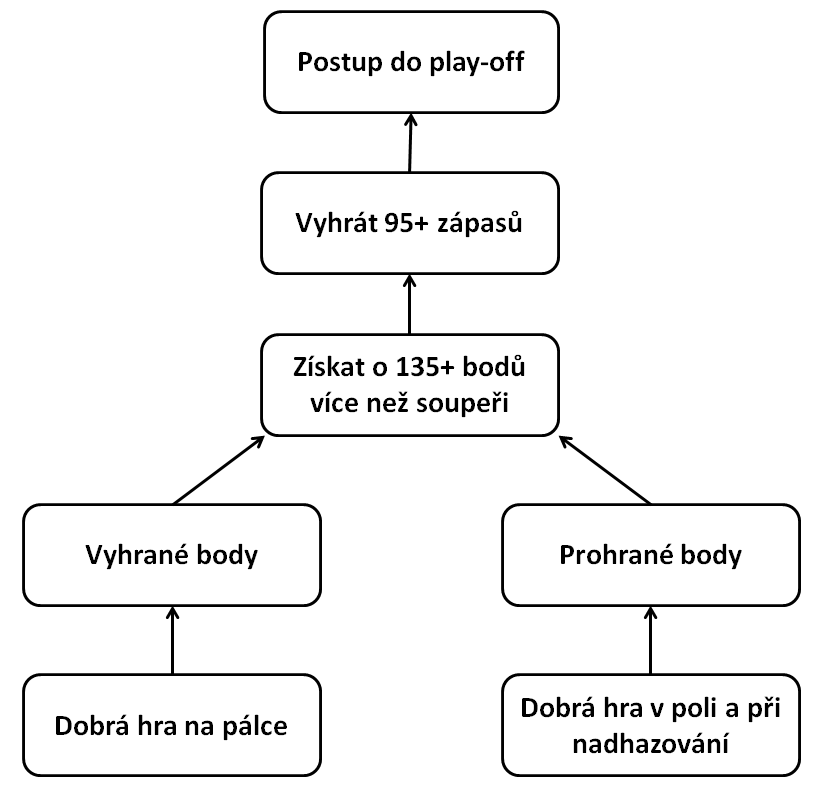 Postup do play-off
Vyhrát 95+ zápasů
Získat o 135+ bodů
více než soupeři
Vyhrané body
Prohrané body
Dobrá hra na pálce
Dobrá hra v poli a při
nadhazování